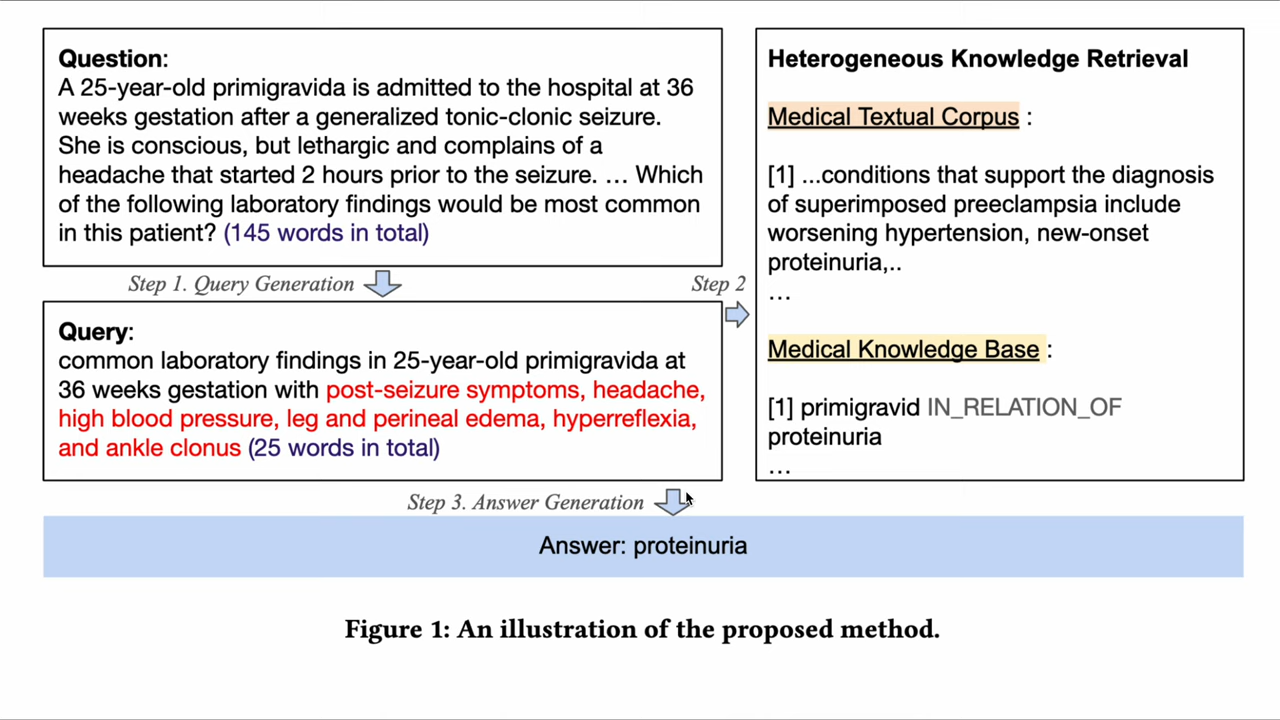 Question:
A 25-year-old primigravida is admitted to the hospital at 36
weeks gestation after a generalized tonic-clonic seizure.
She is conscious, but lethargic and complains of a
headache that started 2 hours prior to the seizure. … Which
of the following laboratory findings would be most common
in this patient? (145 words in total)
Step 1. Query Generation
Query:
common laboratory findings in 25-year-old primigravida at
36 weeks gestation with post-seizure symptoms, headache,
high blood pressure, leg and perineal edema, hyperreflexia,
and ankle clonus (25 words in total)
Step 2
Heterogeneous Knowledge Retrieval
Medical Textual Corpus :
[1] ...conditions that support the diagnosis
of superimposed preeclampsia include
worsening hypertension, new-onset
proteinuria,..
…
Medical Knowledge Base :
[1] primigravid IN_RELATION_OF
proteinuria
…
Step 3. Answer Generation
Answer: proteinuria
Figure 1: An illustration of the proposed method.